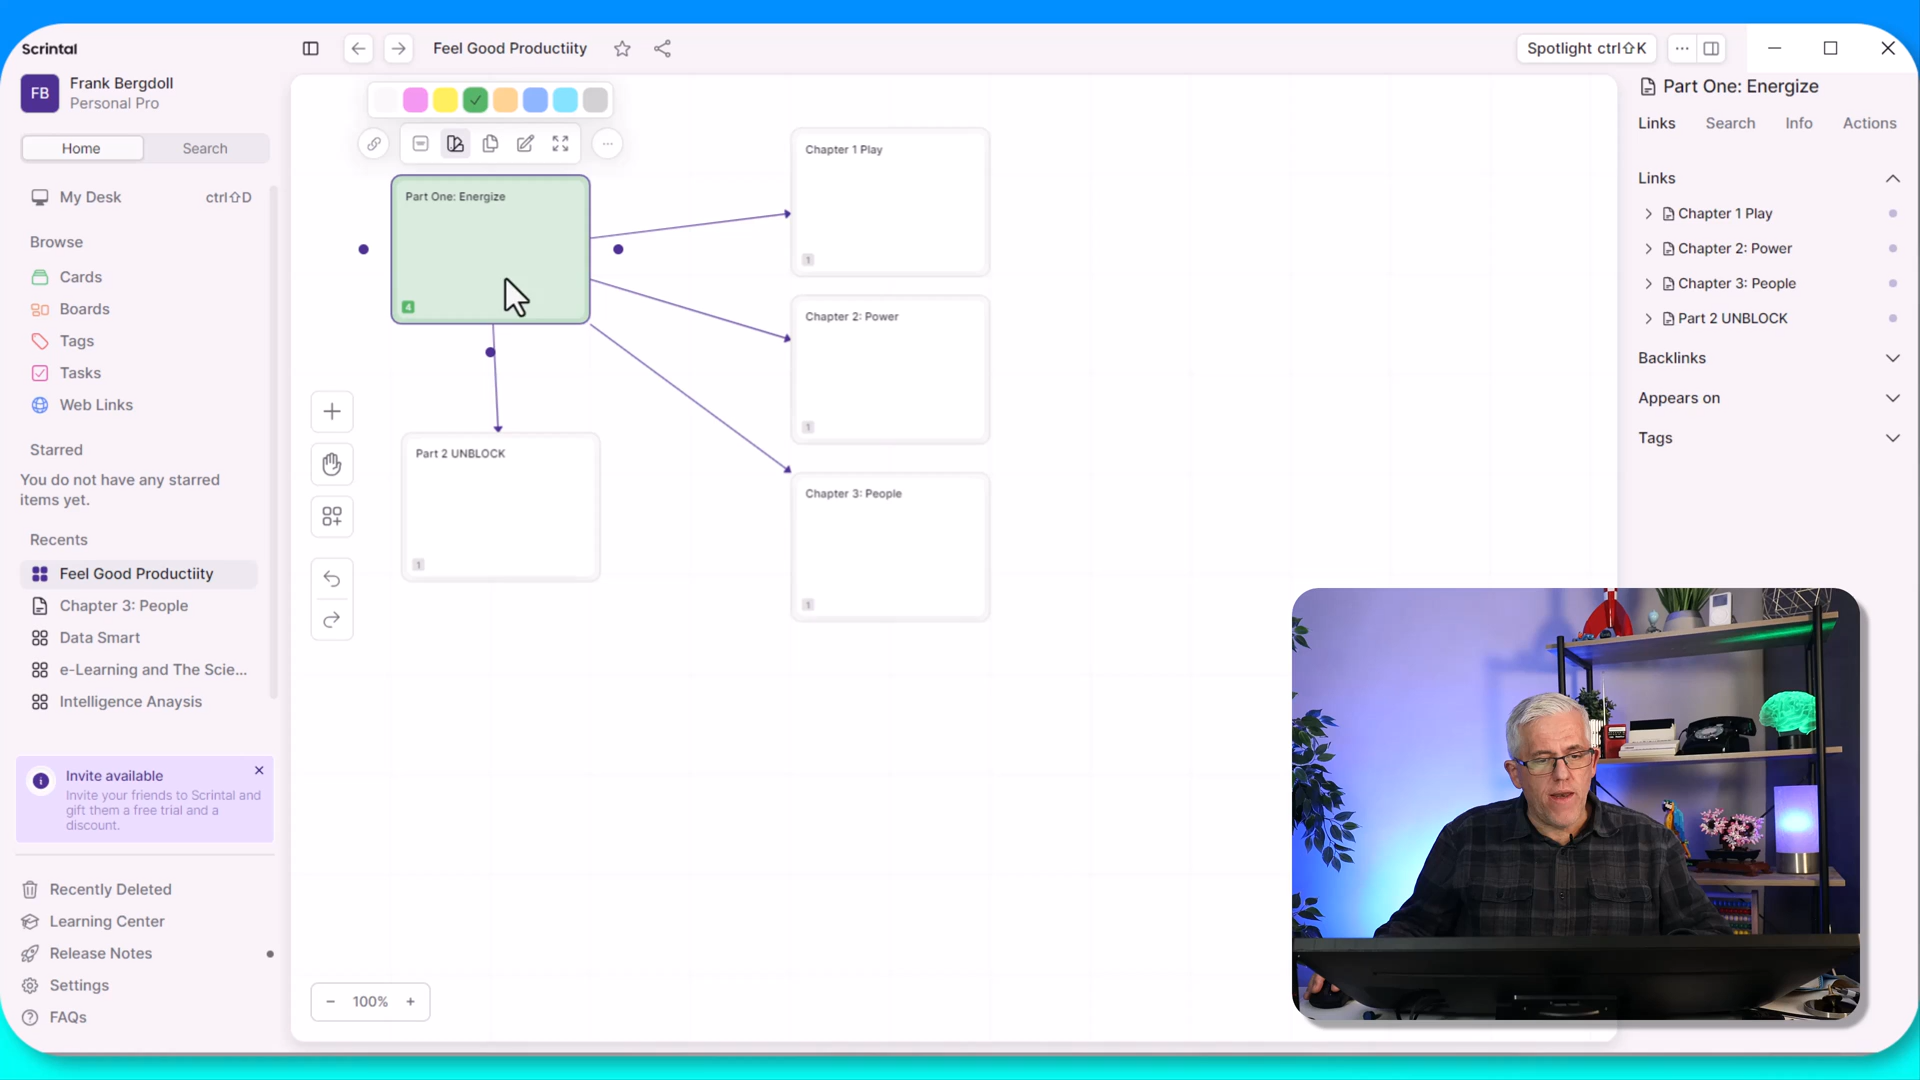 Scrintal
FB
Frank Bergdoll
Personal Pro
Home
Search
My Desk
ctrl⇧D
Browse
Cards
Boards
Tags
Tasks
Web Links
Starred
You do not have any starred
items yet.
Recents
Feel Good Productiity
Chapter 3: People
Data Smart
e-Learning and The Scie...
Intelligence Anaysis
Invite available
Invite your friends to Scrintal and
gift them a free trial and a
discount.
Recently Deleted
Learning Center
Release Notes
Settings
FAQs
Feel Good Productiity
Spotlight ctrl⇧K
Part One: Energize
4
Chapter 1 Play
1
Chapter 2: Power
1
Part 2 UNBLOCK
1
Chapter 3: People
1
100%
Part One: Energize
Links
Search
Info
Actions
Links
Chapter 1 Play
Chapter 2: Power
Chapter 3: People
Part 2 UNBLOCK
Backlinks
Appears on
Tags